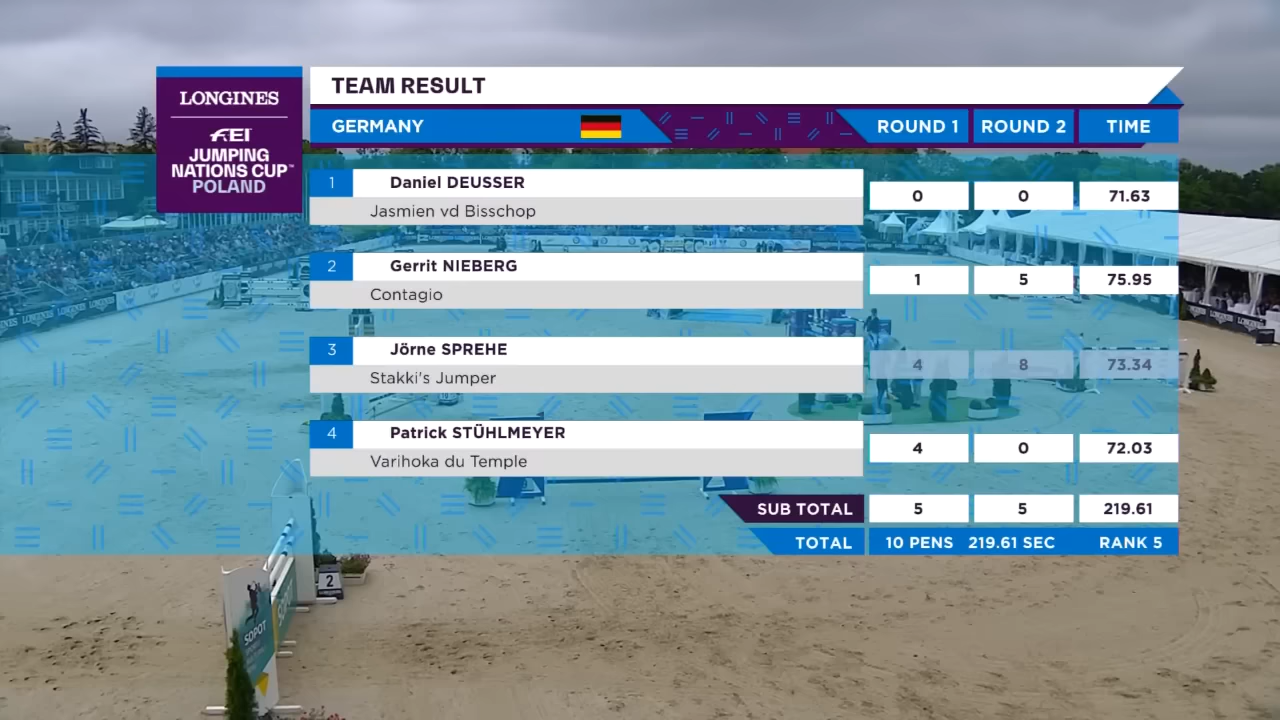 LONGINES
FEI
JUMPING
NATIONS CUP™
POLAND
TEAM RESULT
GERMANY ROUND 1 ROUND 2 TIME
1 Daniel DEUSSER 0 0 71.63
Jasmien vd Bisschop
2 Gerrit NIEBERG 1 5 75.95
Contagio
3 Jörne SPREHE 4 8 73.34
Stakki's Jumper
4 Patrick STÜHLMEYER 4 0 72.03
Varihoka du Temple
SUB TOTAL 5 5 219.61
TOTAL 10 PENS 219.61 SEC RANK 5
2
SOPOT